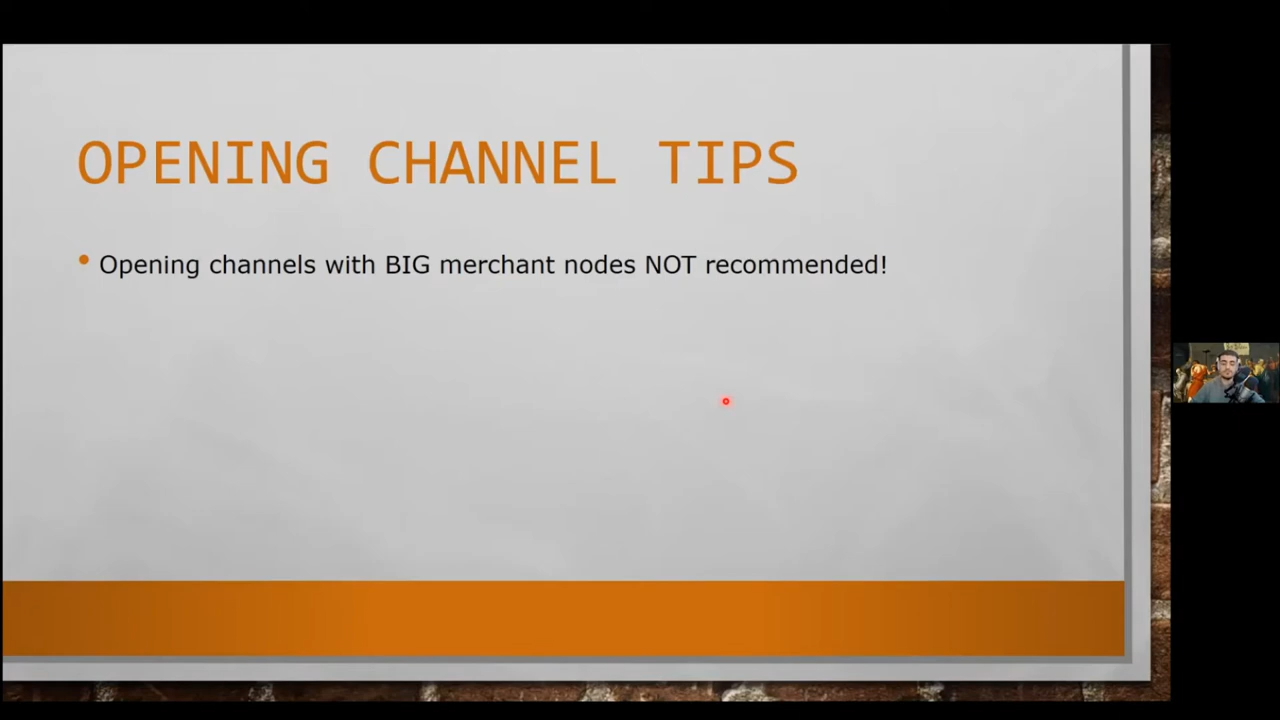 OPENING CHANNEL TIPS
• Opening channels with BIG merchant nodes NOT recommended!